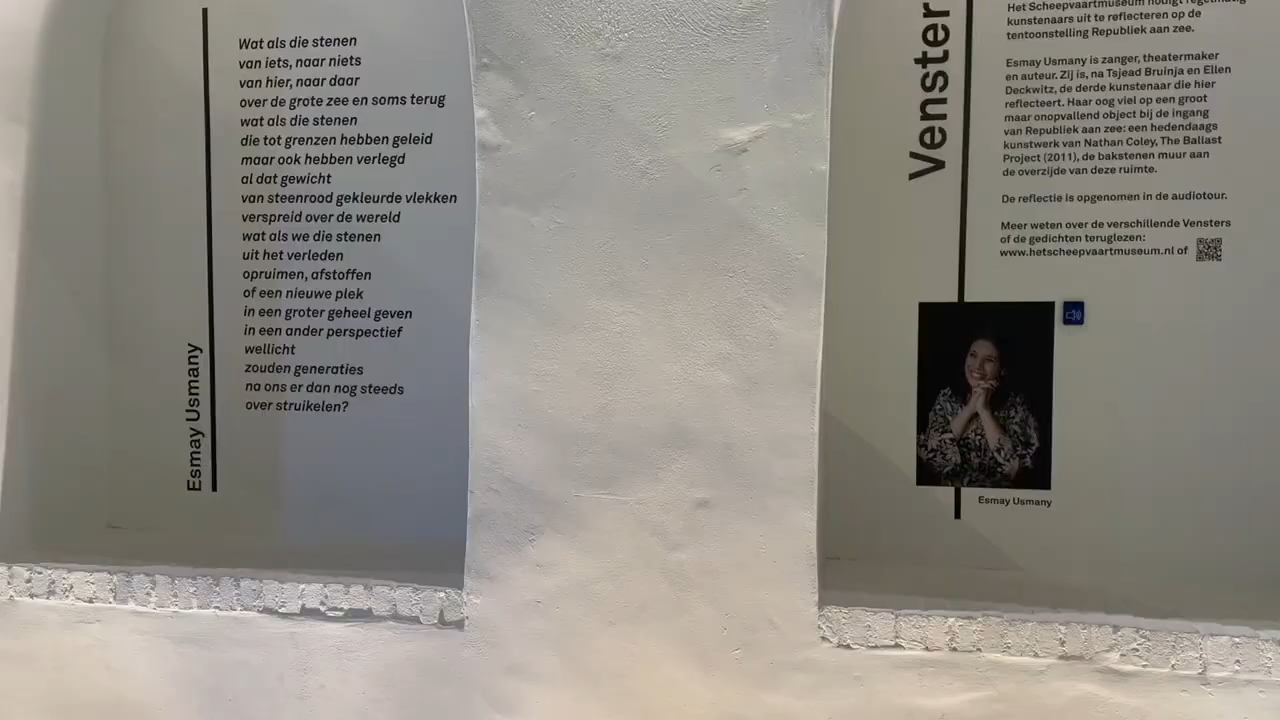 Wat als die stenen
van iets, naar niets
van hier, naar daar
over de grote zee en soms terug
wat als die stenen
die tot grenzen hebben geleid
maar ook hebben verlegd
al dat gewicht
van steenrood gekleurde vlekken
verspreid over de wereld
wat als we die stenen
uit het verleden
opruimen, afstoffen
of een nieuwe plek
in een groter geheel geven
in een ander perspectief
wellicht
zouden generaties
na ons er dan nog steeds
over struikelen?
Esmay Usmany
Venster
Het Scheepvaartmuseum nodigt regelmatig
kunstenaars uit te reflecteren op de
tentoonstelling Republiek aan zee.
Esmay Usmany is zanger, theatermaker
en auteur. Zij is, na Tsjead Bruinja en Ellen
Deckwitz, de derde kunstenaar die hier
reflecteert. Haar oog viel op een groot
maar onopvallend object bij de ingang
van Republiek aan zee: een hedendaags
kunstwerk van Nathan Coley, The Ballast
Project (2011), de bakstenen muur aan
de overzijde van deze ruimte.
De reflectie is opgenomen in de audiotour.
Meer weten over de verschillende Vensters
of de gedichten teruglezen:
www.hetscheepvaartmuseum.nl of
Esmay Usmany